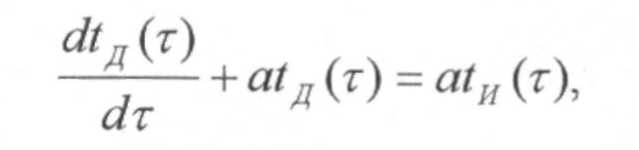 dt_Д(τ)/dτ + at_Д(τ) = at_И(τ),